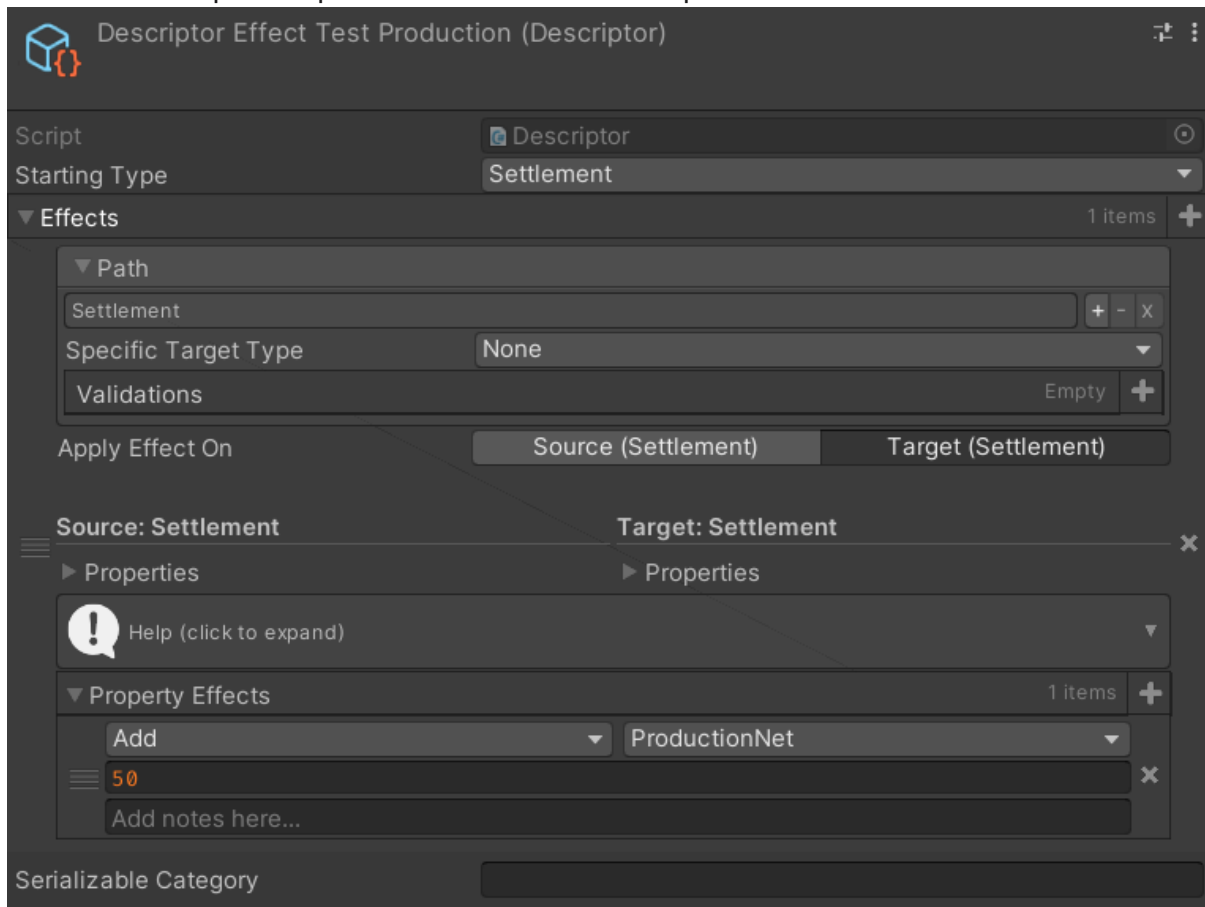 Descriptor Effect Test Production (Descriptor)
Script Descriptor
Starting Type Settlement
Effects 1 items
Path
Settlement + - x
Specific Target Type None
Validations Empty
Apply Effect On Source (Settlement) Target (Settlement)
Source: Settlement Target: Settlement
Properties Properties
Help (click to expand)
Property Effects 1 items
Add ProductionNet
50
Add notes here...
Serializable Category